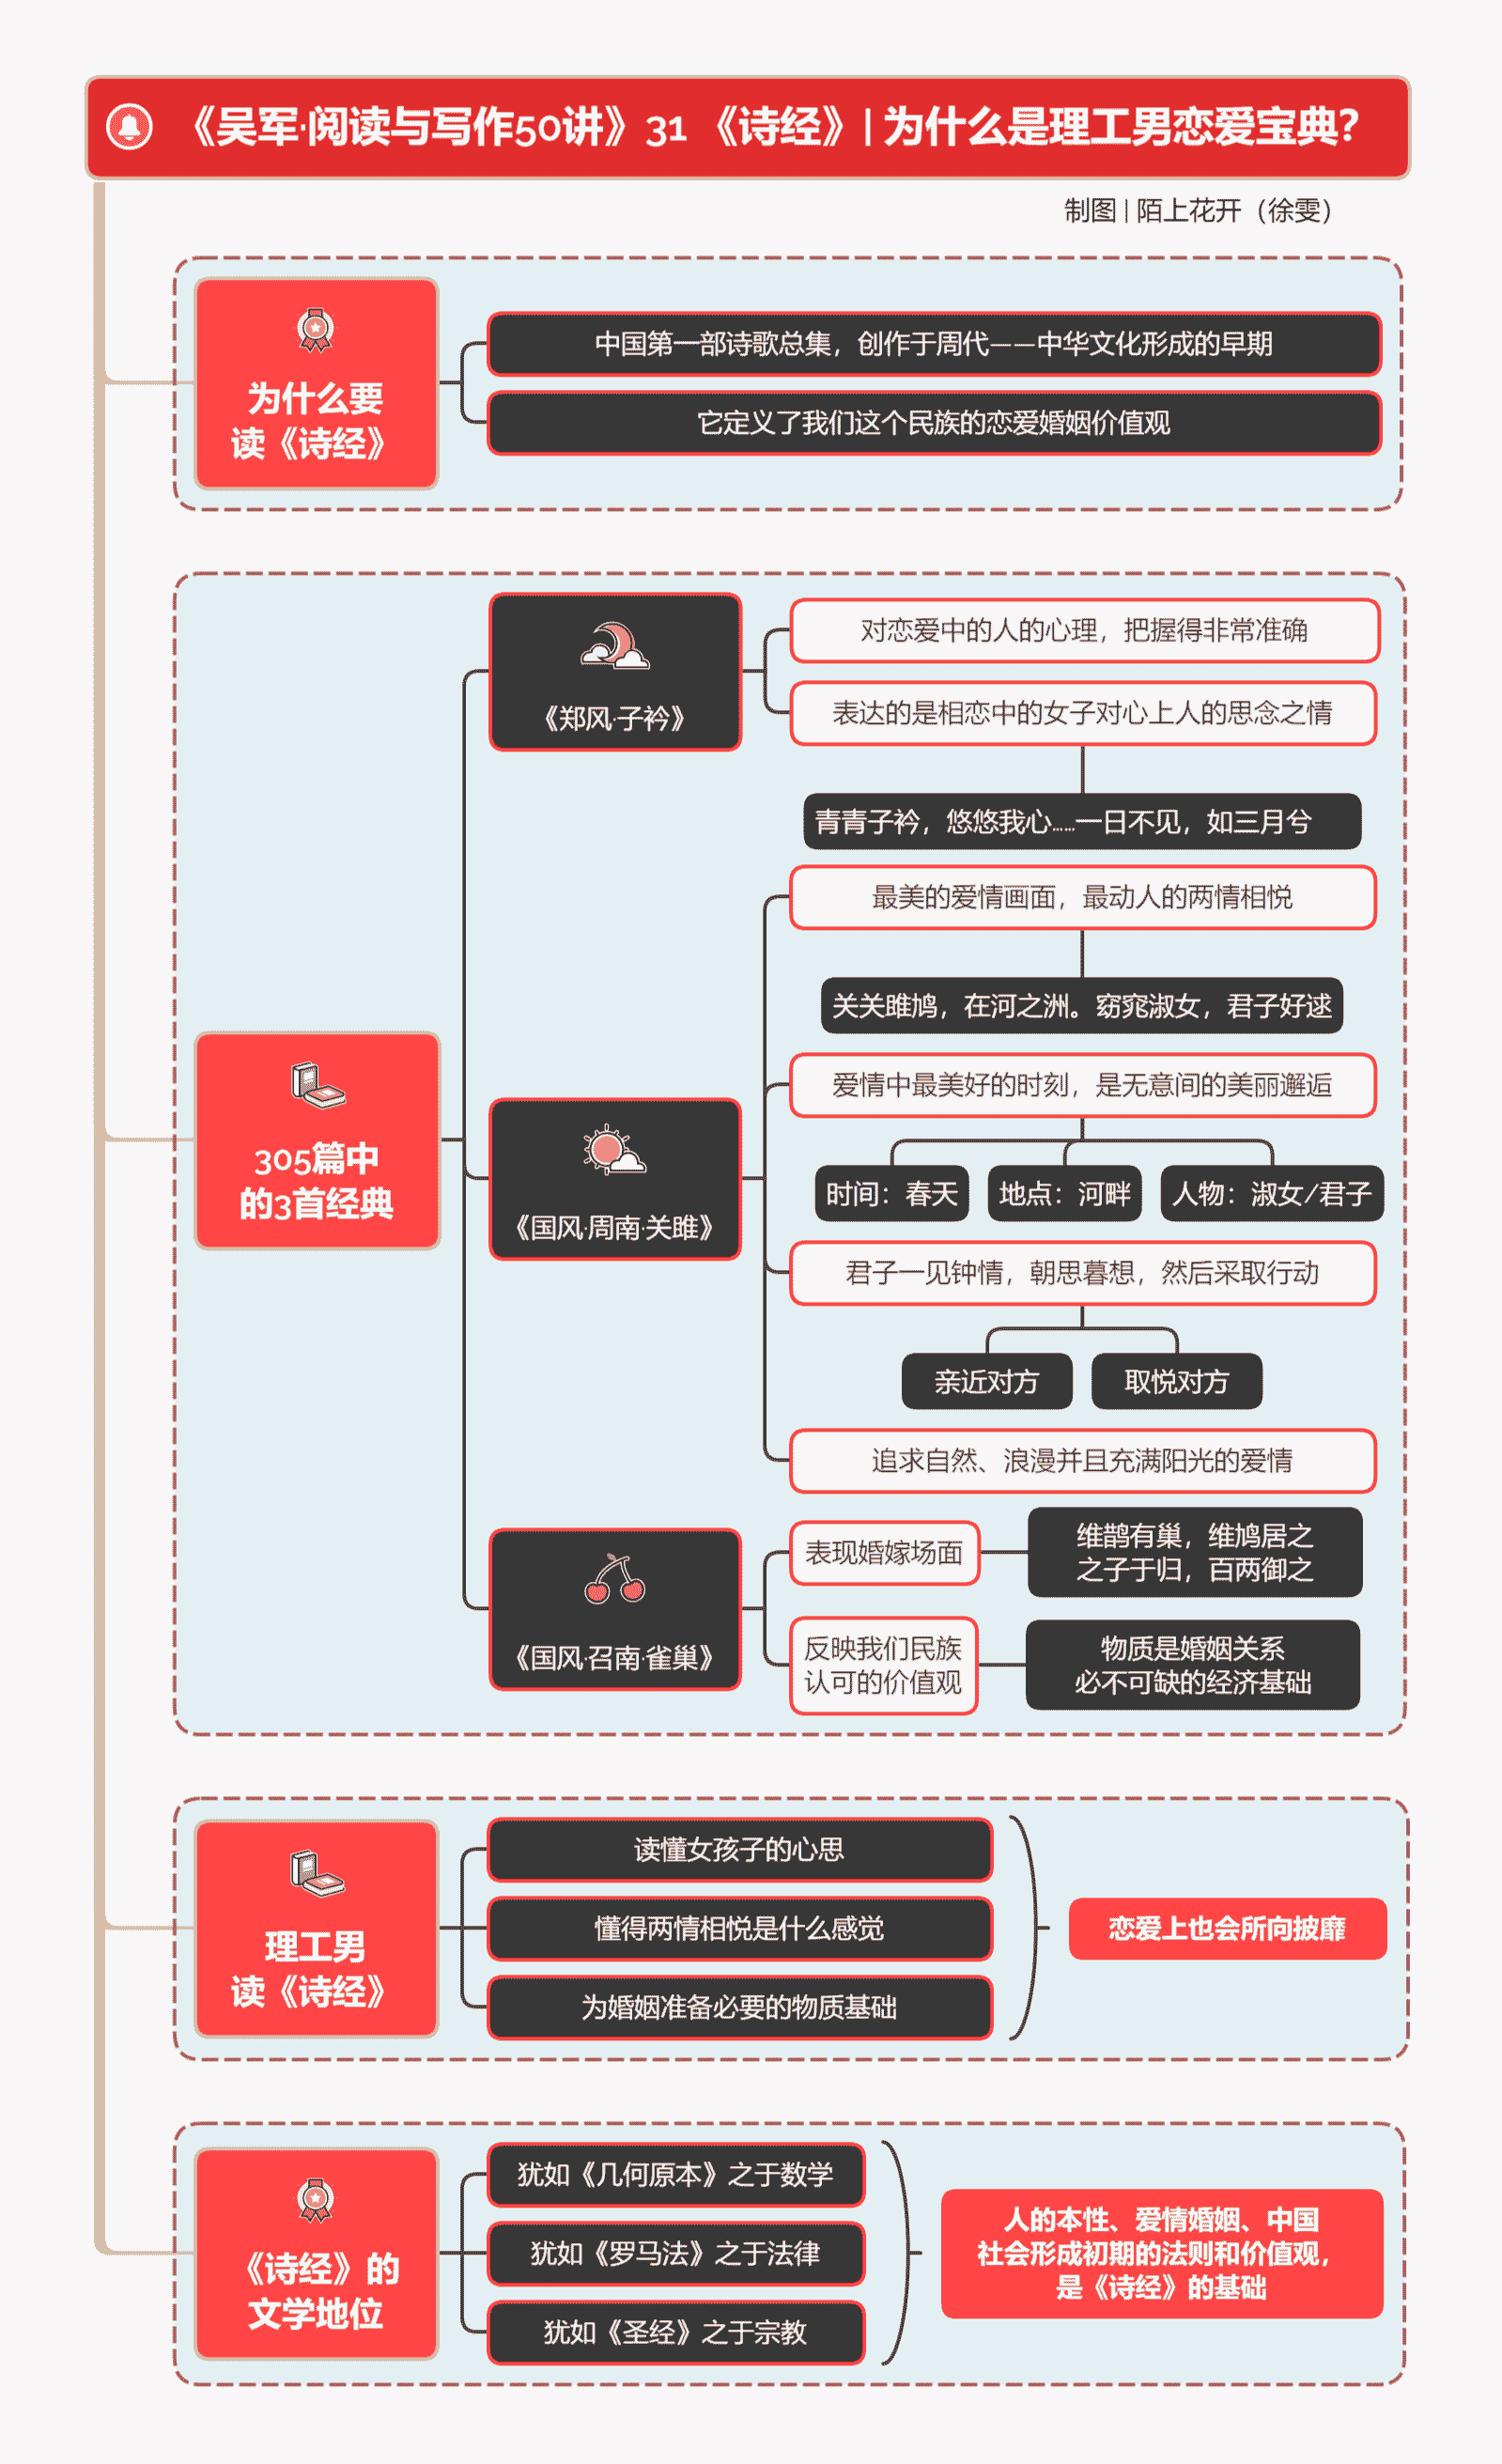 《吴军·阅读与写作50讲》31 《诗经》| 为什么是理工男恋爱宝典?
制图 | 陌上花开（徐雯）
为什么要
读《诗经》
中国第一部诗歌总集，创作于周代——中华文化形成的早期
它定义了我们这个民族的恋爱婚姻价值观
305篇中
的3首经典
《郑风·子衿》
对恋爱中的人的心理，把握得非常准确
表达的是相恋中的女子对心上人的思念之情
青青子衿，悠悠我心……一日不见，如三月兮
《国风·周南·关雎》
最美的爱情画面，最动人的两情相悦
关关雎鸠，在河之洲。窈窕淑女，君子好逑
爱情中最美好的时刻，是无意间的美丽邂逅
时间：春天
地点：河畔
人物：淑女/君子
君子一见钟情，朝思暮想，然后采取行动
亲近对方
取悦对方
追求自然、浪漫并且充满阳光的爱情
《国风·召南·雀巢》
表现婚嫁场面
维鹊有巢，维鸠居之
之子于归，百两御之
反映我们民族
认可的价值观
物质是婚姻关系
必不可缺的经济基础
理工男
读《诗经》
读懂女孩子的心思
懂得两情相悦是什么感觉
为婚姻准备必要的物质基础
恋爱上也会所向披靡
《诗经》的
文学地位
犹如《几何原本》之于数学
犹如《罗马法》之于法律
犹如《圣经》之于宗教
人的本性、爱情婚姻、中国
社会形成初期的法则和价值观，
是《诗经》的基础